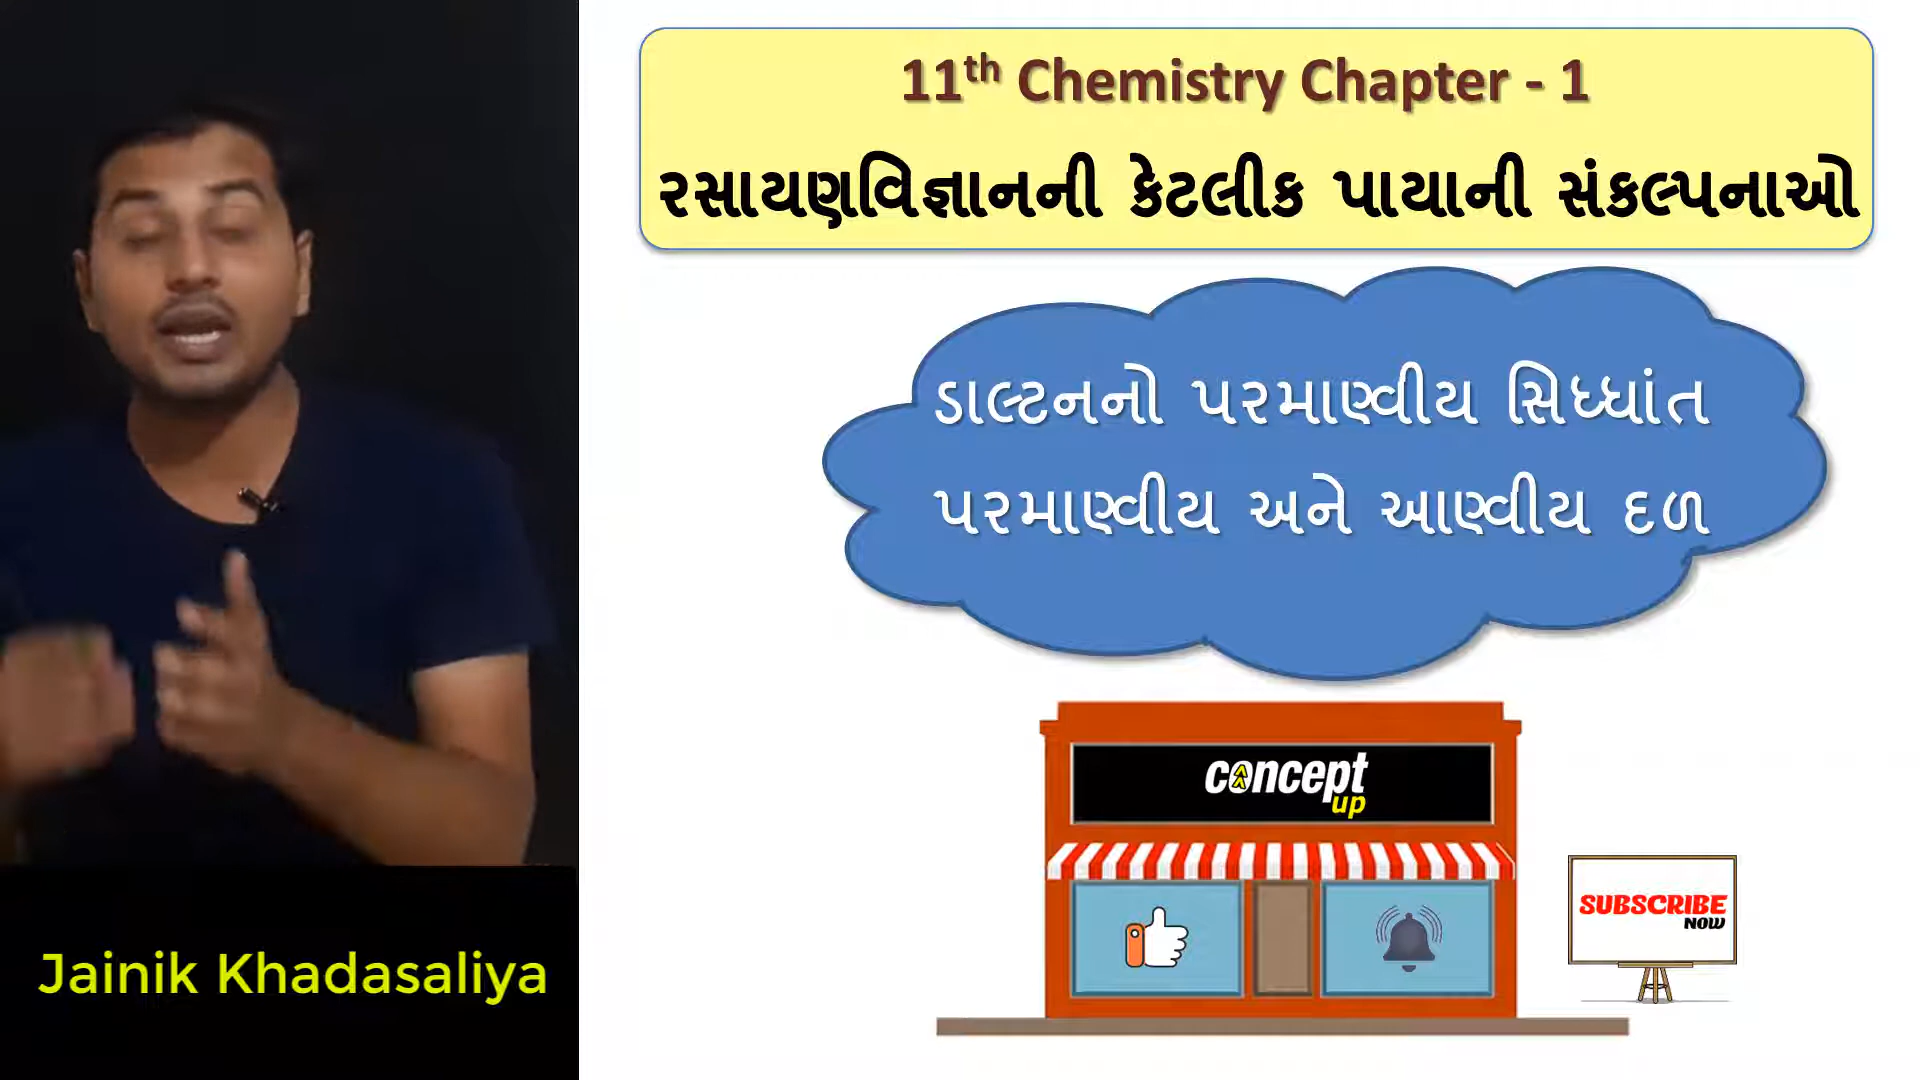 11th Chemistry Chapter - 1
રસાયણવિજ્ઞાનની કેટલીક પાયાની સંકલ્પનાઓ
ડાલ્ટનનો પરમાણ્વીય સિધ્ધાંત
પરમાણ્વીય અને આણ્વીય દળ
concept
up
SUBSCRIBE
NOW
Jainik Khadasaliya